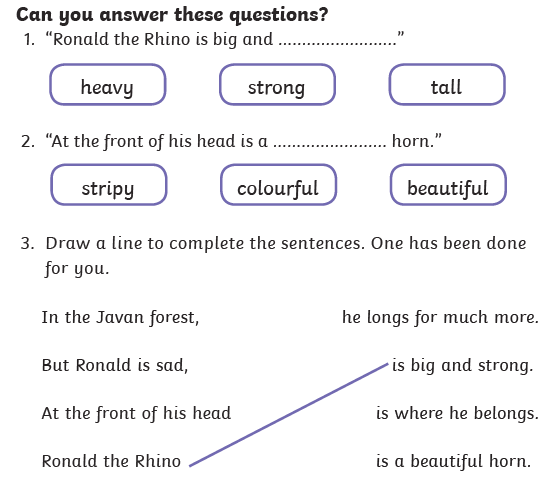 Can you answer these questions?
1. “Ronald the Rhino is big and .........................”
heavy strong tall
2. “At the front of his head is a ........................ horn.”
stripy colourful beautiful
3. Draw a line to complete the sentences. One has been done
for you.
In the Javan forest, he longs for much more.
But Ronald is sad, is big and strong.
At the front of his head is where he belongs.
Ronald the Rhino is a beautiful horn.